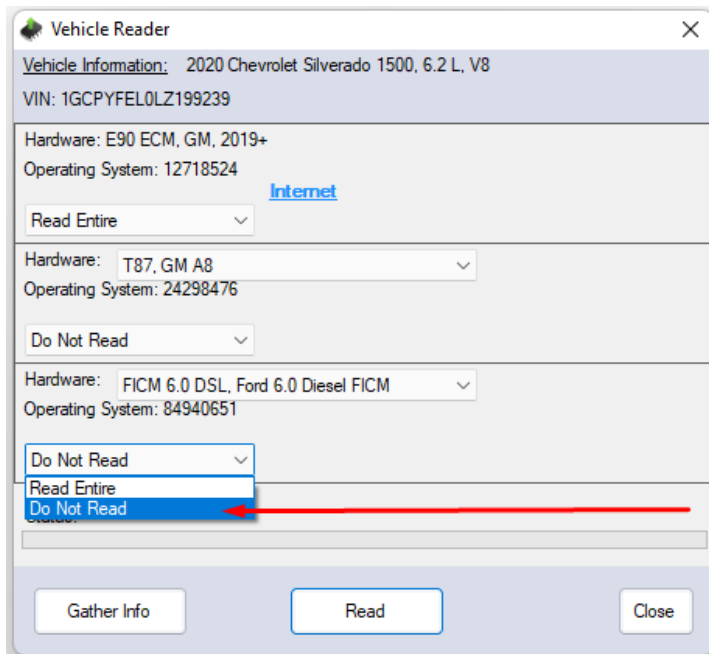 Vehicle Reader
Vehicle Information: 2020 Chevrolet Silverado 1500, 6.2 L, V8
VIN: 1GCPYFEL0LZ199239
Hardware: E90 ECM, GM, 2019+
Operating System: 12718524
Internet
Read Entire
Hardware: T87, GM A8
Operating System: 24298476
Do Not Read
Hardware: FICM 6.0 DSL, Ford 6.0 Diesel FICM
Operating System: 84940651
Do Not Read
Read Entire
Do Not Read
Status:
Gather Info Read Close